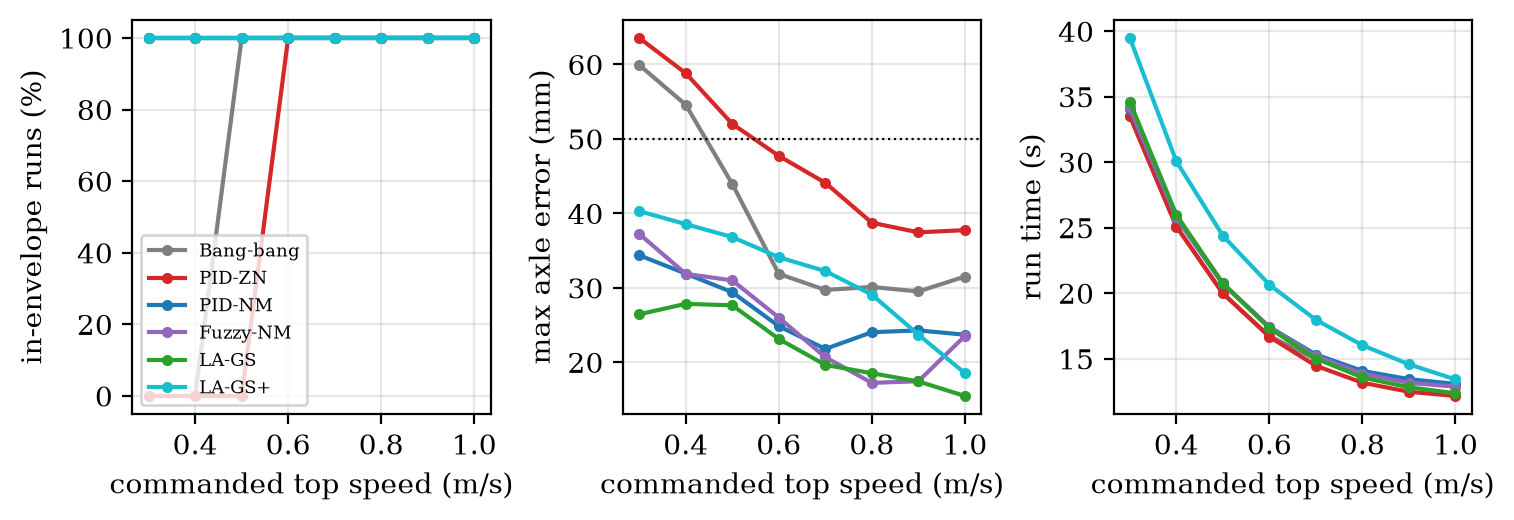 in-envelope runs (%)
100
80
60
40
20
0
Bang-bang
PID-ZN
PID-NM
Fuzzy-NM
LA-GS
LA-GS+
0.4 0.6 0.8 1.0
commanded top speed (m/s)
max axle error (mm)
60
50
40
30
20
0.4 0.6 0.8 1.0
commanded top speed (m/s)
run time (s)
40
35
30
25
20
15
0.4 0.6 0.8 1.0
commanded top speed (m/s)